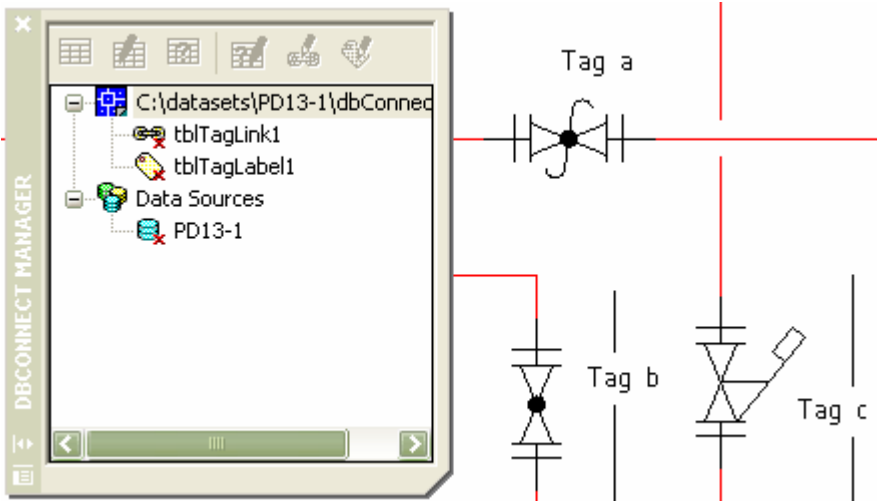 C:\datasets\PD13-1\dbConnec
tblTagLink1
tblTagLabel1
Data Sources
PD13-1
DBCONNECT MANAGER
Tag a
Tag b
Tag c